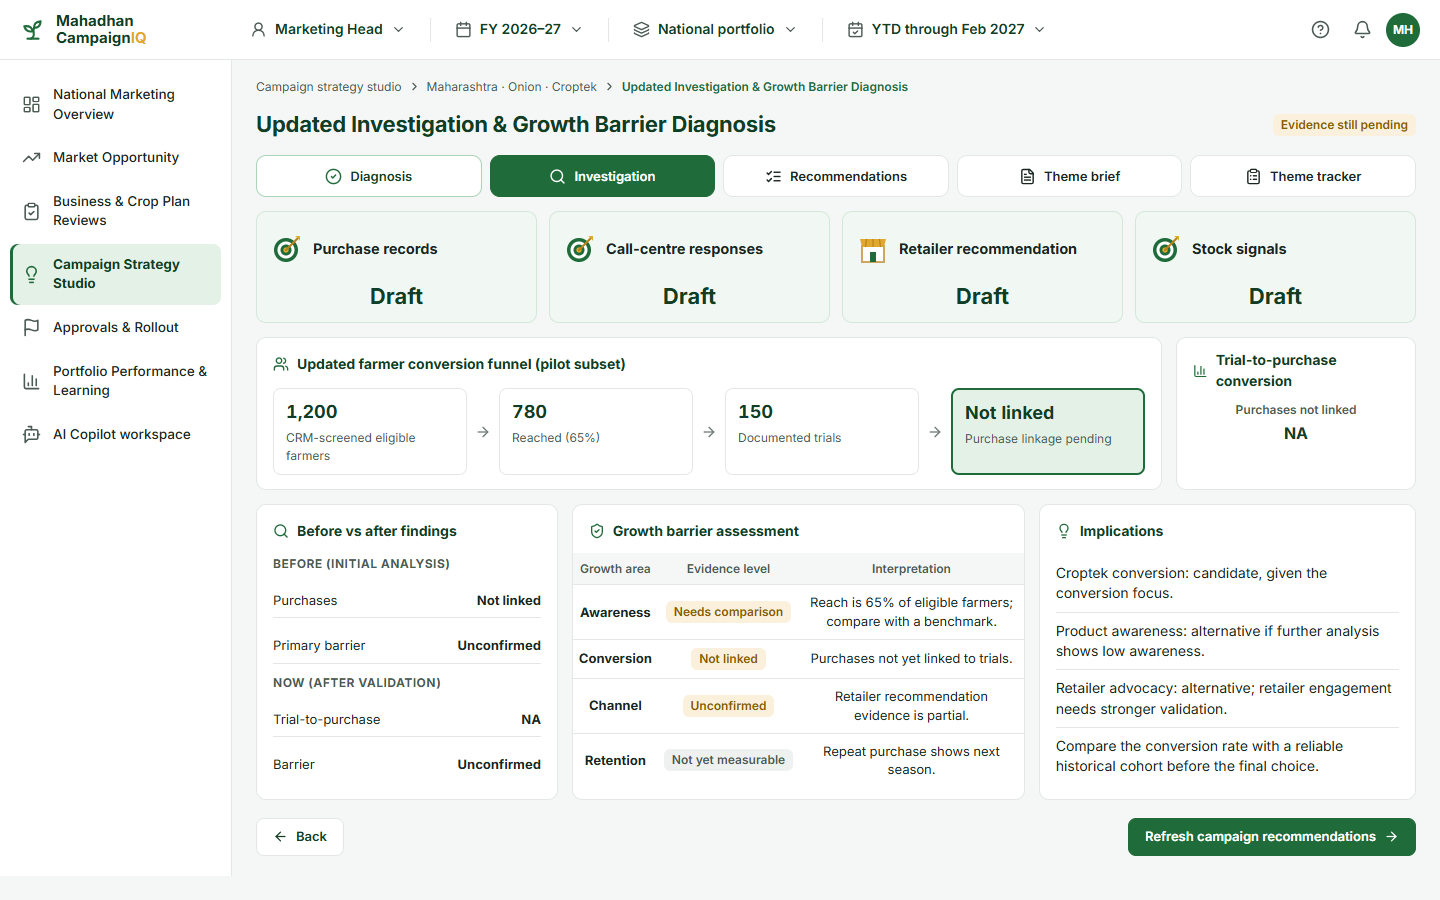 Mahadhan
CampaignIQ
Marketing Head
FY 2026–27
National portfolio
YTD through Feb 2027
MH
National Marketing
Overview
Market Opportunity
Business & Crop Plan
Reviews
Campaign Strategy
Studio
Approvals & Rollout
Portfolio Performance &
Learning
AI Copilot workspace
Campaign strategy studio > Maharashtra · Onion · Croptek > Updated Investigation & Growth Barrier Diagnosis
Updated Investigation & Growth Barrier Diagnosis
Evidence still pending
Diagnosis
Investigation
Recommendations
Theme brief
Theme tracker
Purchase records
Draft
Call-centre responses
Draft
Retailer recommendation
Draft
Stock signals
Draft
Updated farmer conversion funnel (pilot subset)
1,200
CRM-screened eligible
farmers
780
Reached (65%)
150
Documented trials
Not linked
Purchase linkage pending
Trial-to-purchase
conversion
Purchases not linked
NA
Before vs after findings
BEFORE (INITIAL ANALYSIS)
Purchases Not linked
Primary barrier Unconfirmed
NOW (AFTER VALIDATION)
Trial-to-purchase NA
Barrier Unconfirmed
Growth barrier assessment
Growth area Evidence level Interpretation
Awareness Needs comparison Reach is 65% of eligible farmers;
compare with a benchmark.
Conversion Not linked Purchases not yet linked to trials.
Channel Unconfirmed Retailer recommendation
evidence is partial.
Retention Not yet measurable Repeat purchase shows next
season.
Implications
Croptek conversion: candidate, given the
conversion focus.
Product awareness: alternative if further analysis
shows low awareness.
Retailer advocacy: alternative; retailer engagement
needs stronger validation.
Compare the conversion rate with a reliable
historical cohort before the final choice.
Back
Refresh campaign recommendations